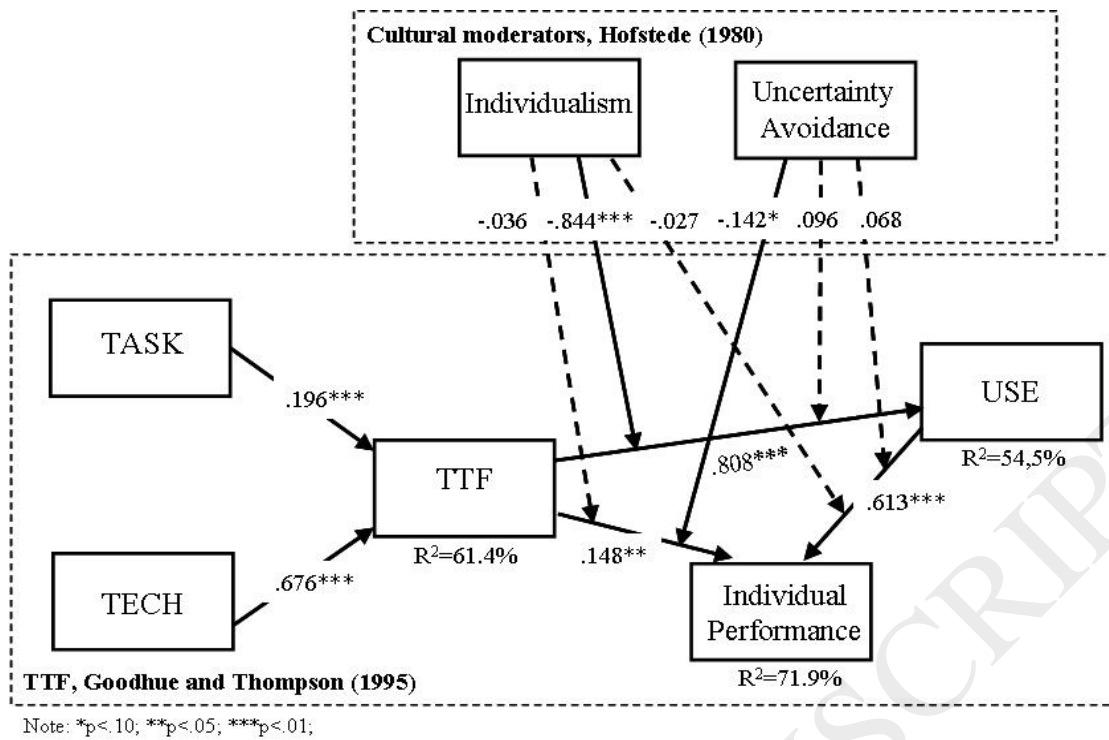 Cultural moderators, Hofstede (1980)
Individualism
Uncertainty
Avoidance
-.036 -.844*** -.027 -.142* .096 .068
TASK
.196***
USE
R²=54,5%
TTF
R²=61.4%
.808***
.613***
.148**
TECH
.676***
Individual
Performance
R²=71.9%
TTF, Goodhue and Thompson (1995)
Note: *p<.10; **p<.05; ***p<.01;